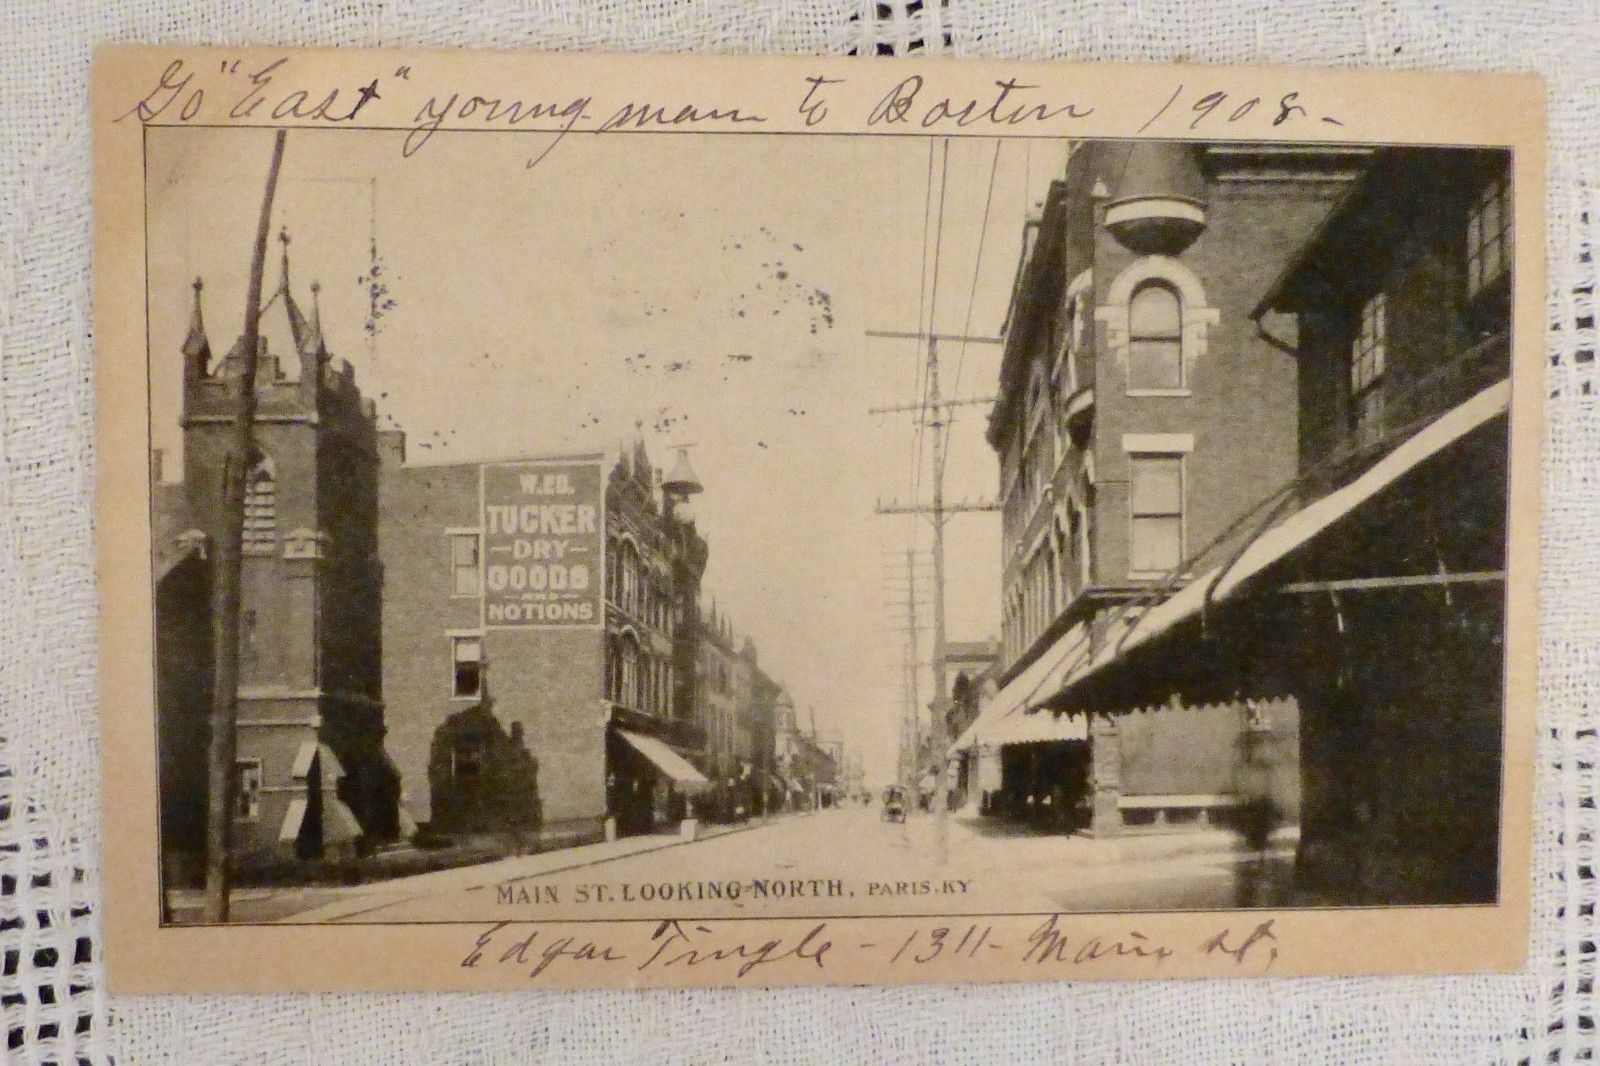 Go "East" young man to Boston 1908-
W. ED.
TUCKER
-DRY-
GOODS
-AND-
NOTIONS
MAIN ST. LOOKING NORTH, PARIS, KY
Edgar Tingle - 1311- Main st.